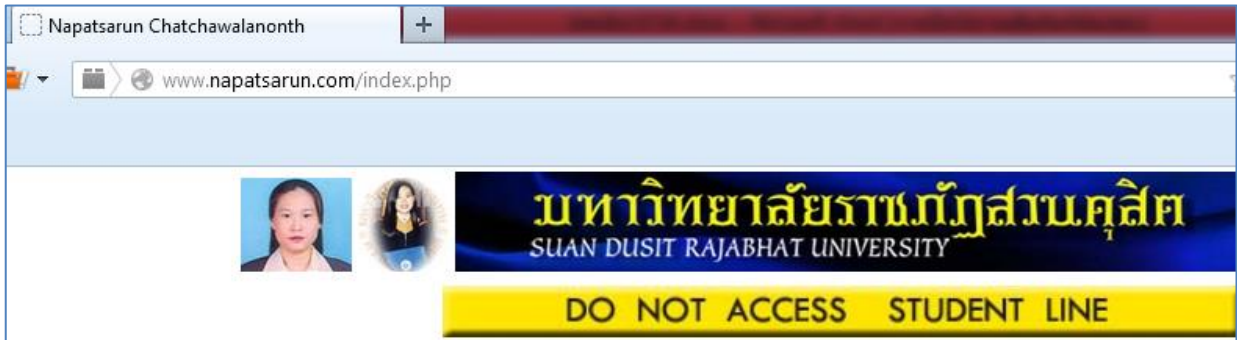 Napatsarun Chatchawalanonth
www.napatsarun.com/index.php
มหาวิทยาลัยราชภัฏสวนดุสิต
SUAN DUSIT RAJABHAT UNIVERSITY
DO NOT ACCESS STUDENT LINE